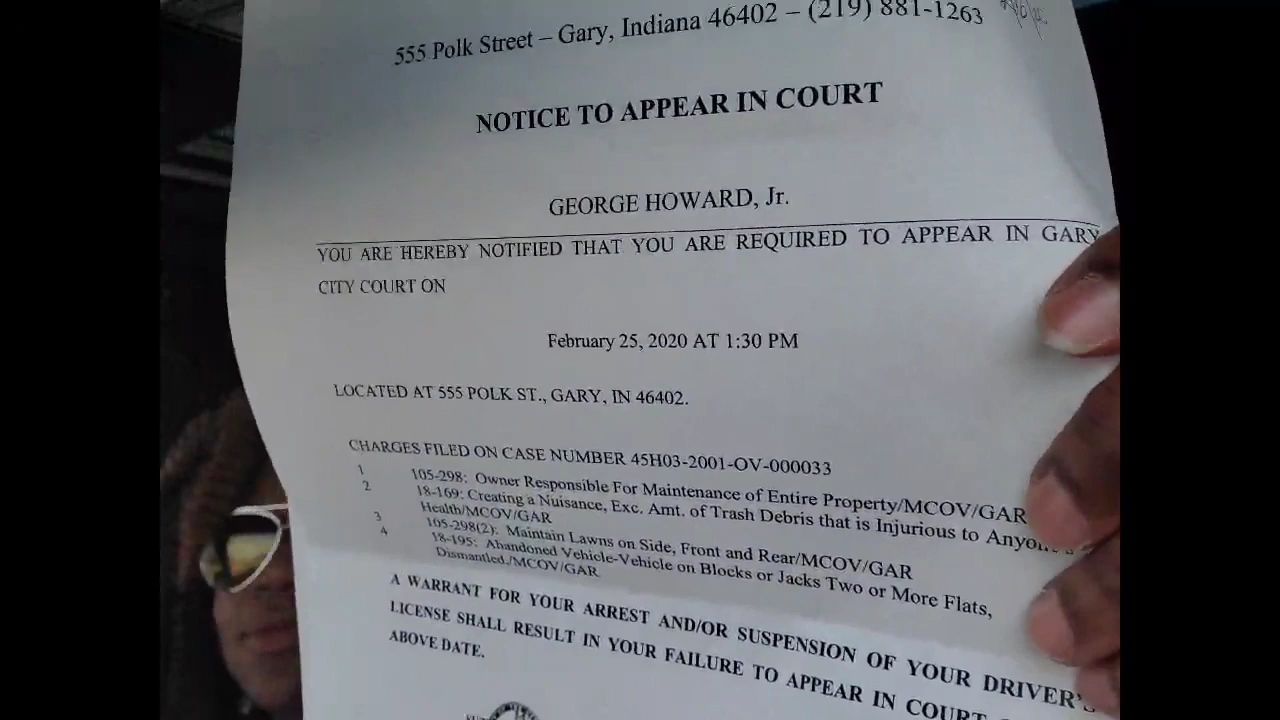 555 Polk Street – Gary, Indiana 46402 – (219) 881-1263
NOTICE TO APPEAR IN COURT
GEORGE HOWARD, Jr.
YOU ARE HEREBY NOTIFIED THAT YOU ARE REQUIRED TO APPEAR IN GARY
CITY COURT ON
February 25, 2020 AT 1:30 PM
LOCATED AT 555 POLK ST., GARY, IN 46402.
CHARGES FILED ON CASE NUMBER 45H03-2001-OV-000033
1 105-298: Owner Responsible For Maintenance of Entire Property/MCOV/GAR
2 18-169: Creating a Nuisance, Exc. Amt. of Trash Debris that is Injurious to
Health/MCOV/GAR
3 105-298(2): Maintain Lawns on Side, Front and Rear/MCOV/GAR
4 18-195: Abandoned Vehicle-Vehicle on Blocks or Jacks Two or More Flats,
Dismantled./MCOV/GAR
A WARRANT FOR YOUR ARREST AND/OR SUSPENSION OF YOUR DRIVER'S
LICENSE SHALL RESULT IN YOUR FAILURE TO APPEAR IN COURT
ABOVE DATE.